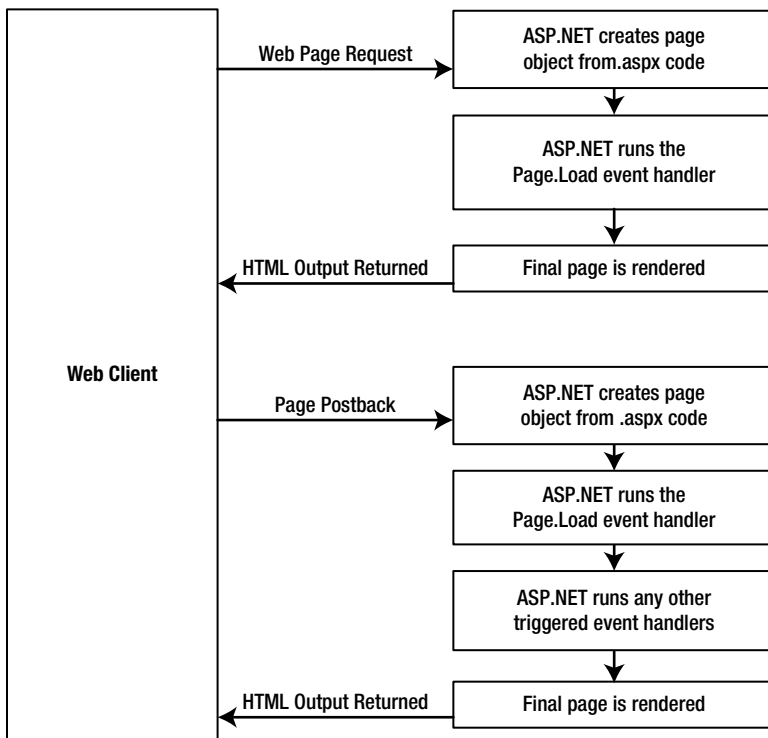 Web Client
Web Page Request
ASP.NET creates page
object from.aspx code
ASP.NET runs the
Page.Load event handler
Final page is rendered
HTML Output Returned
Page Postback
ASP.NET creates page
object from .aspx code
ASP.NET runs the
Page.Load event handler
ASP.NET runs any other
triggered event handlers
Final page is rendered
HTML Output Returned